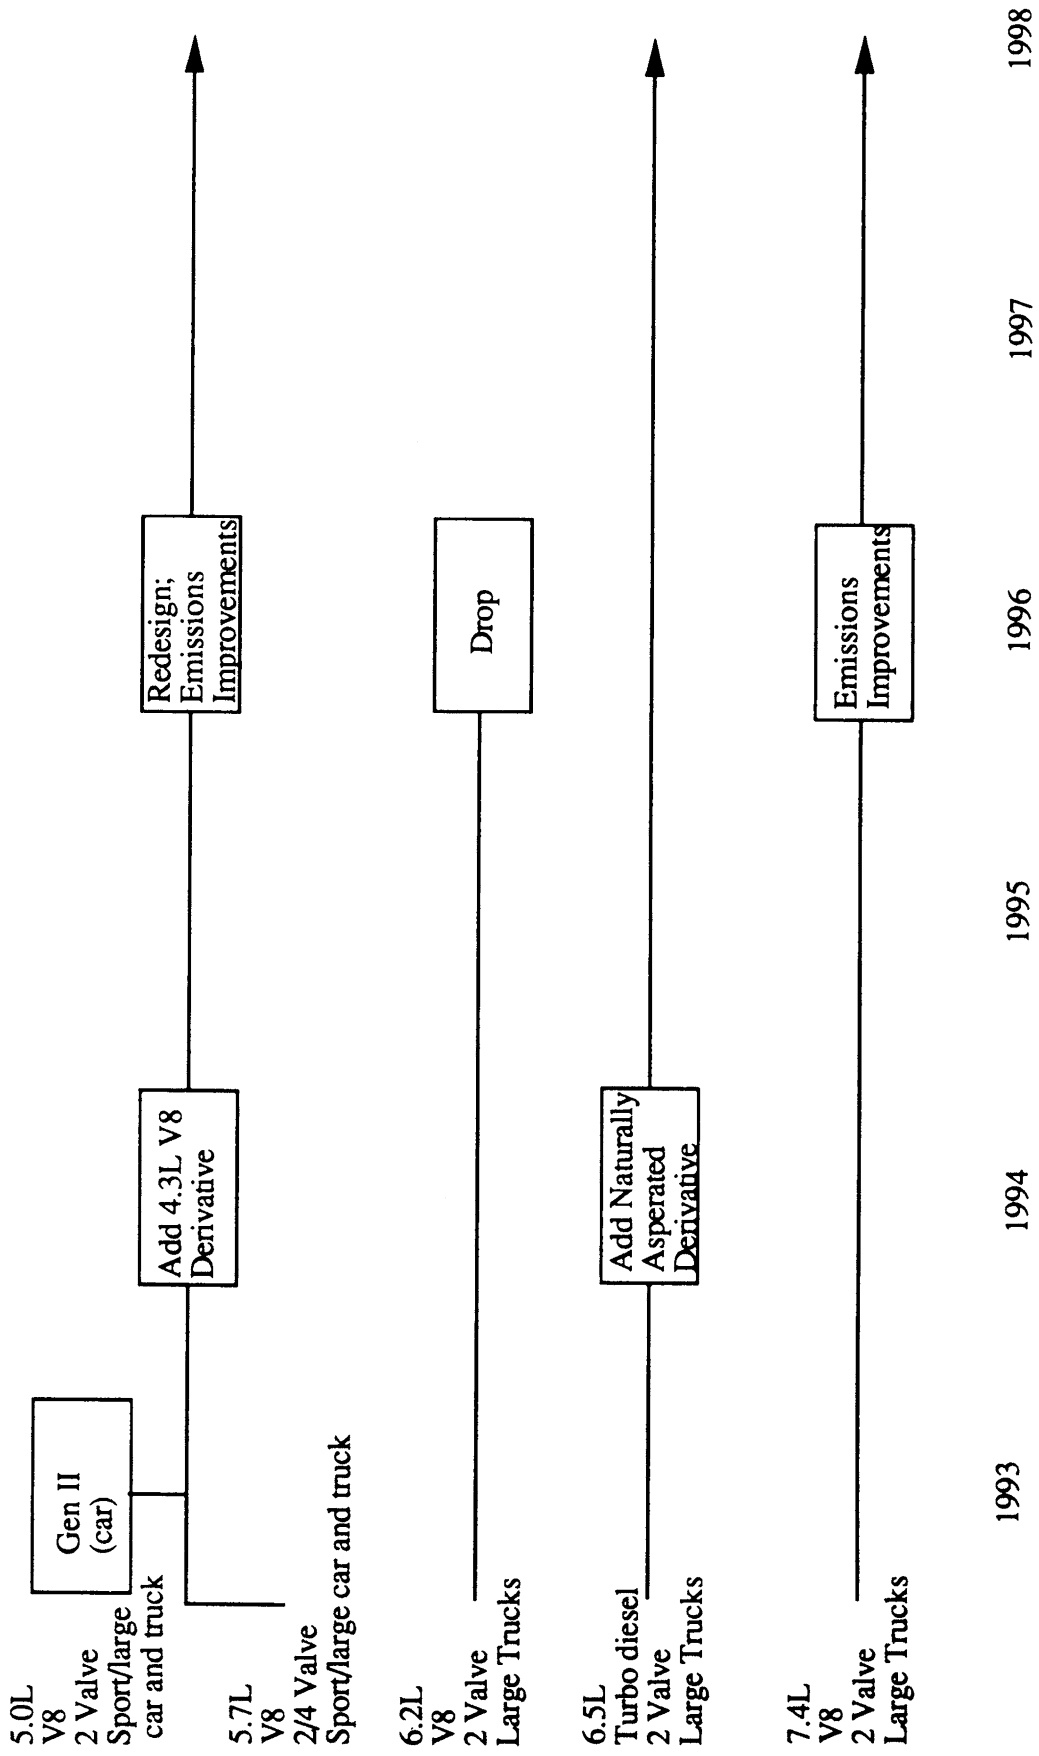 5.0L
V8
2 Valve
Sport/large
car and truck
Gen II
(car)
5.7L
V8
2/4 Valve
Sport/large car and truck
Add 4.3L V8
Derivative
Redesign;
Emissions
Improvements
6.2L
V8
2 Valve
Large Trucks
Drop
6.5L
Turbo diesel
2 Valve
Large Trucks
Add Naturally
Asperated
Derivative
7.4L
V8
2 Valve
Large Trucks
Emissions
Improvements
1993
1994
1995
1996
1997
1998